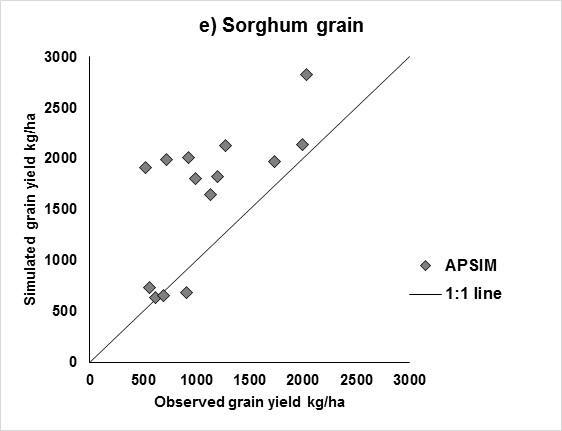 e) Sorghum grain
Simulated grain yield kg/ha
3000
2500
2000
1500
1000
500
0
0 500 1000 1500 2000 2500 3000
Observed grain yield kg/ha
APSIM
1:1 line